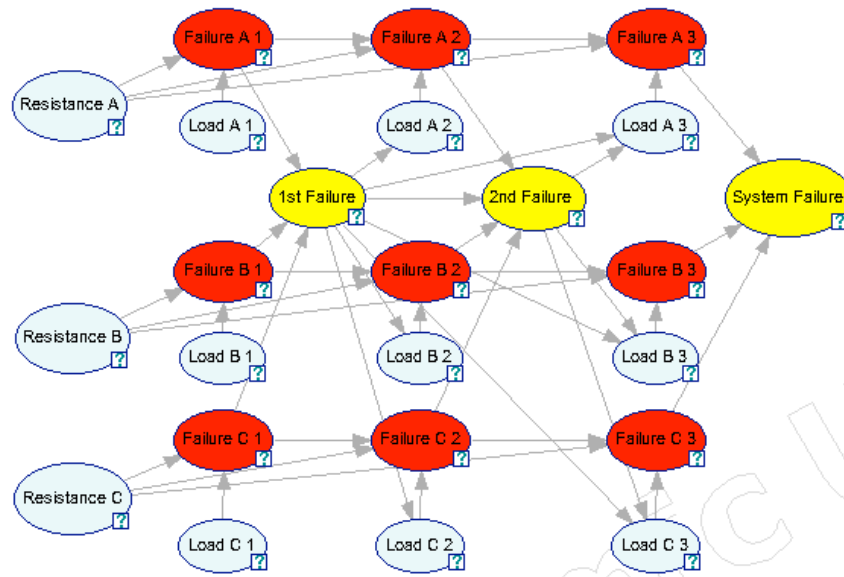 Failure A 1
Failure A 2
Failure A 3
?
?
?
Resistance A
?
Load A 1
?
Load A 2
?
Load A 3
?
1st Failure
?
2nd Failure
?
System Failure
?
Failure B 1
?
Failure B 2
?
Failure B 3
?
Resistance B
?
Load B 1
?
Load B 2
?
Load B 3
?
Failure C 1
?
Failure C 2
?
Failure C 3
?
Resistance C
?
Load C 1
?
Load C 2
?
Load C 3
?